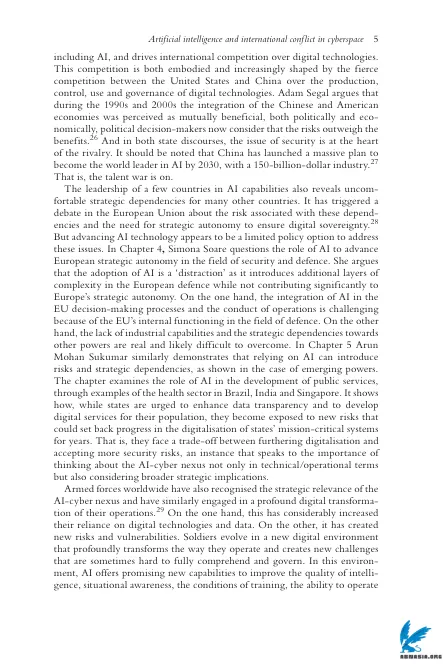 Artificial intelligence and international conflict in cyberspace 5
including AI, and drives international competition over digital technologies.
This competition is both embodied and increasingly shaped by the fierce
competition between the United States and China over the production,
control, use and governance of digital technologies. Adam Segal argues that
during the 1990s and 2000s the integration of the Chinese and American
economies was perceived as mutually beneficial, both politically and eco-
nomically, political decision-makers now consider that the risks outweigh the
benefits.26 And in both state discourses, the issue of security is at the heart
of the rivalry. It should be noted that China has launched a massive plan to
become the world leader in AI by 2030, with a 150-billion-dollar industry.27
That is, the talent war is on.
The leadership of a few countries in AI capabilities also reveals uncom-
fortable strategic dependencies for many other countries. It has triggered a
debate in the European Union about the risk associated with these depend-
encies and the need for strategic autonomy to ensure digital sovereignty.28
But advancing AI technology appears to be a limited policy option to address
these issues. In Chapter 4, Simona Soare questions the role of AI to advance
European strategic autonomy in the field of security and defence. She argues
that the adoption of AI is a ‘distraction’ as it introduces additional layers of
complexity in the European defence while not contributing significantly to
Europe's strategic autonomy. On the one hand, the integration of AI in the
EU decision-making processes and the conduct of operations is challenging
because of the EU's internal functioning in the field of defence. On the other
hand, the lack of industrial capabilities and the strategic dependencies towards
other powers are real and likely difficult to overcome. In Chapter 5 Arun
Mohan Sukumar similarly demonstrates that relying on AI can introduce
risks and strategic dependencies, as shown in the case of emerging powers.
The chapter examines the role of AI in the development of public services,
through examples of the health sector in Brazil, India and Singapore. It shows
how, while states are urged to enhance data transparency and to develop
digital services for their population, they become exposed to new risks that
could set back progress in the digitalisation of states' mission-critical systems
for years. That is, they face a trade-off between furthering digitalisation and
accepting more security risks, an instance that speaks to the importance of
thinking about the AI-cyber nexus not only in technical/operational terms
but also considering broader strategic implications.
Armed forces worldwide have also recognised the strategic relevance of the
AI-cyber nexus and have similarly engaged in a profound digital transforma-
tion of their operations.29 On the one hand, this has considerably increased
their reliance on digital technologies and data. On the other, it has created
new risks and vulnerabilities. Soldiers evolve in a new digital environment
that profoundly transforms the way they operate and creates new challenges
that are sometimes hard to fully comprehend and govern. In this environ-
ment, AI offers promising new capabilities to improve the quality of intelli-
gence, situational awareness, the conditions of training, the ability to operate